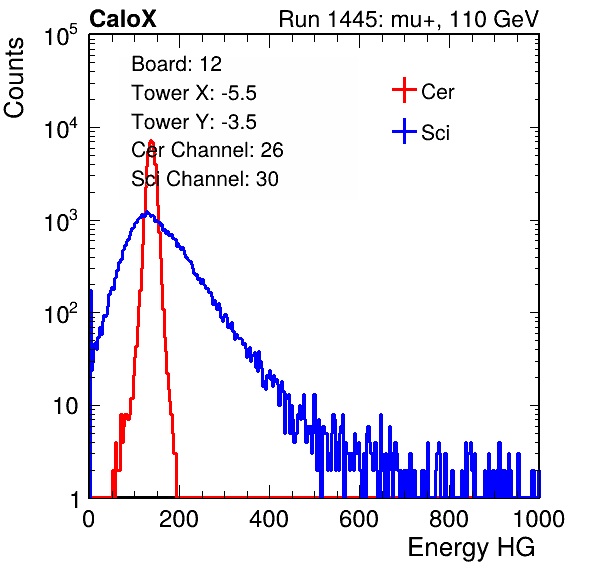 CaloX Run 1445: mu+, 110 GeV
Counts
Board: 12
Tower X: -5.5
Tower Y: -3.5
Cer Channel: 26
Sci Channel: 30
Cer
Sci
10^5
10^4
10^3
10^2
10
1
0 200 400 600 800 1000
Energy HG